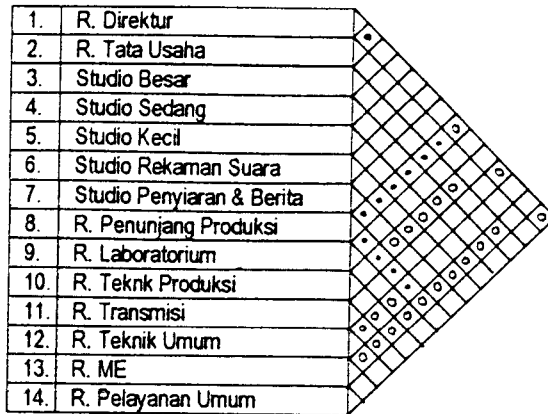 1. R. Direktur
2. R. Tata Usaha
3. Studio Besar
4. Studio Sedang
5. Studio Kecil
6. Studio Rekaman Suara
7. Studio Penyiaran & Berita
8. R. Penunjang Produksi
9. R. Laboratorium
10. R. Teknk Produksi
11. R. Transmisi
12. R. Teknik Umum
13. R. ME
14. R. Pelayanan Umum